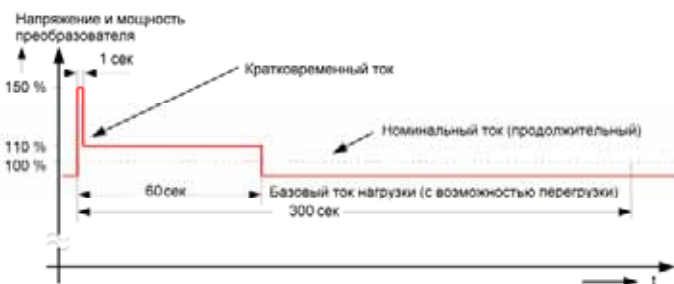 Напряжение и мощность
преобразователя
1 сек
Кратковременный ток
150 %
Номинальный ток (продолжительный)
110 %
100 %
60 сек
Базовый ток нагрузки (с возможностью перегрузки)
300 сек
t